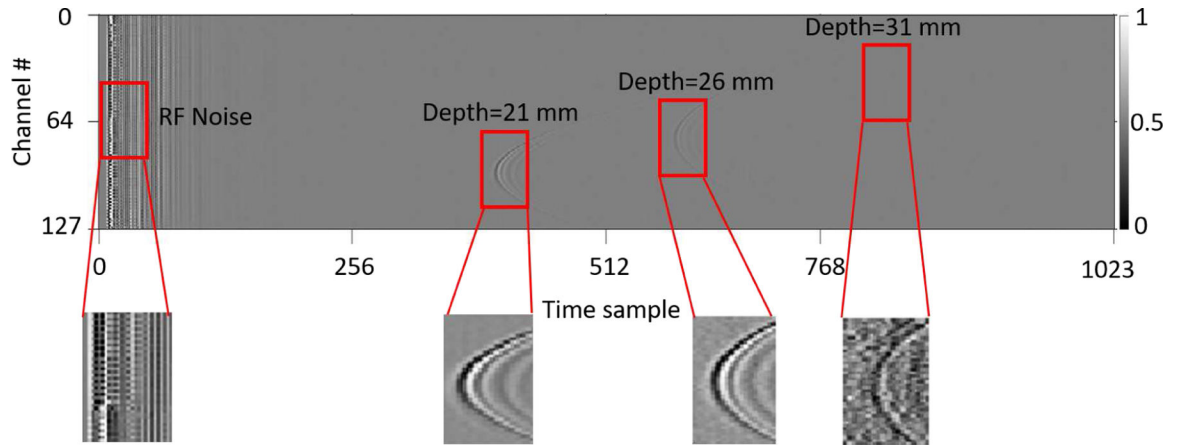 0
1
Depth=31 mm
Depth=26 mm
Depth=21 mm
RF Noise
Channel #
64
0.5
127
0
0
256
512
768
1023
Time sample